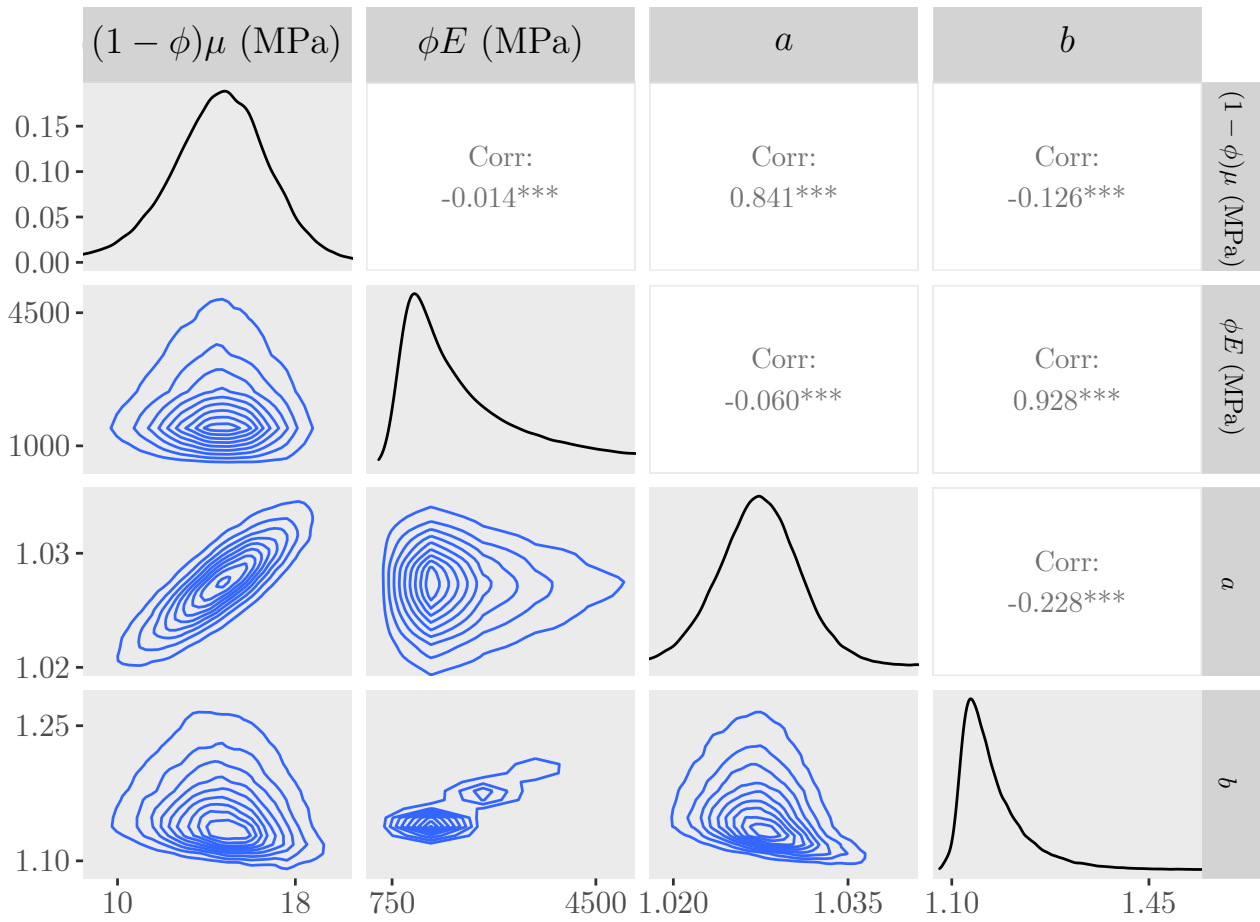 (1 − ϕ)μ (MPa)
ϕE (MPa)
a
b
0.15
0.10
0.05
0.00
Corr:
-0.014***
Corr:
0.841***
Corr:
-0.126***
(1 − ϕ)μ (MPa)
4500
1000
Corr:
-0.060***
Corr:
0.928***
ϕE (MPa)
1.03
1.02
Corr:
-0.228***
a
1.25
1.10
b
10
18
750
4500
1.020
1.035
1.10
1.45